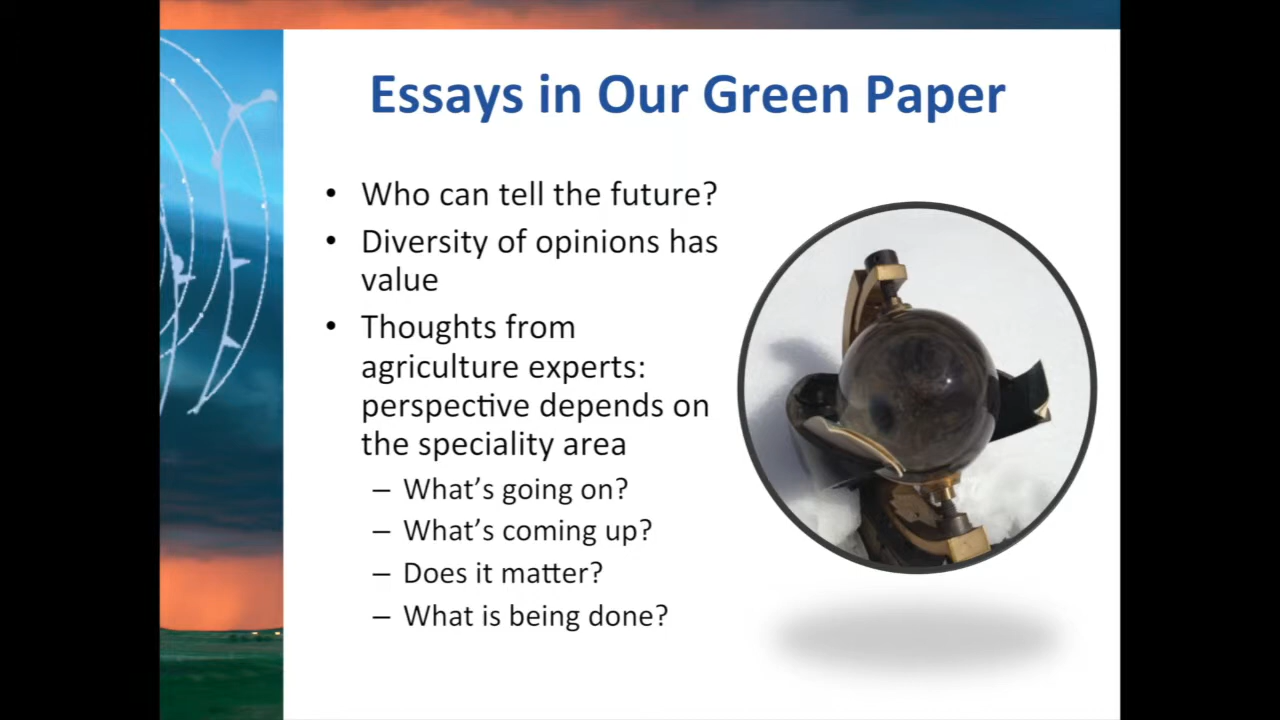 Essays in Our Green Paper
• Who can tell the future?
• Diversity of opinions has
value
• Thoughts from
agriculture experts:
perspective depends on
the speciality area
– What's going on?
– What's coming up?
– Does it matter?
– What is being done?